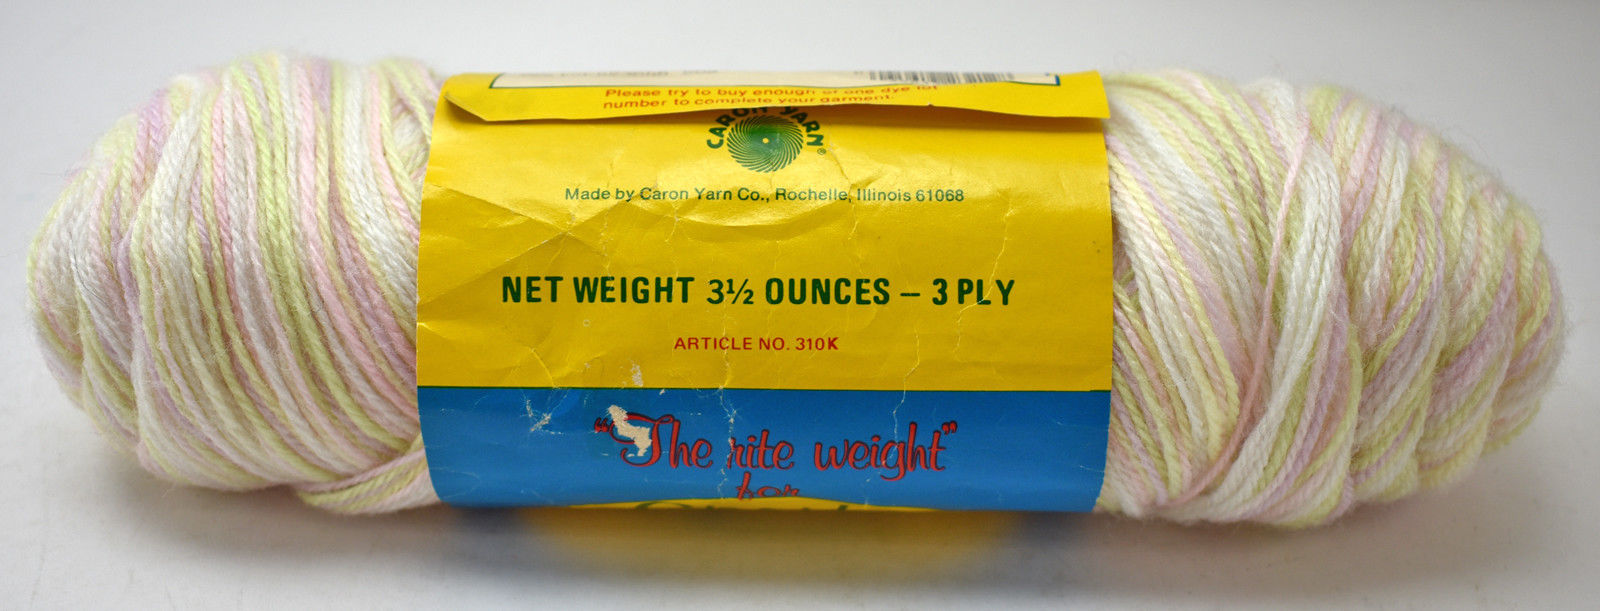 Please try to buy enough of one dye lot
number to complete your garment.
CARON YARN®
Made by Caron Yarn Co., Rochelle, Illinois 61068
NET WEIGHT 3½ OUNCES – 3 PLY
ARTICLE NO. 310K
"The rite weight"
for